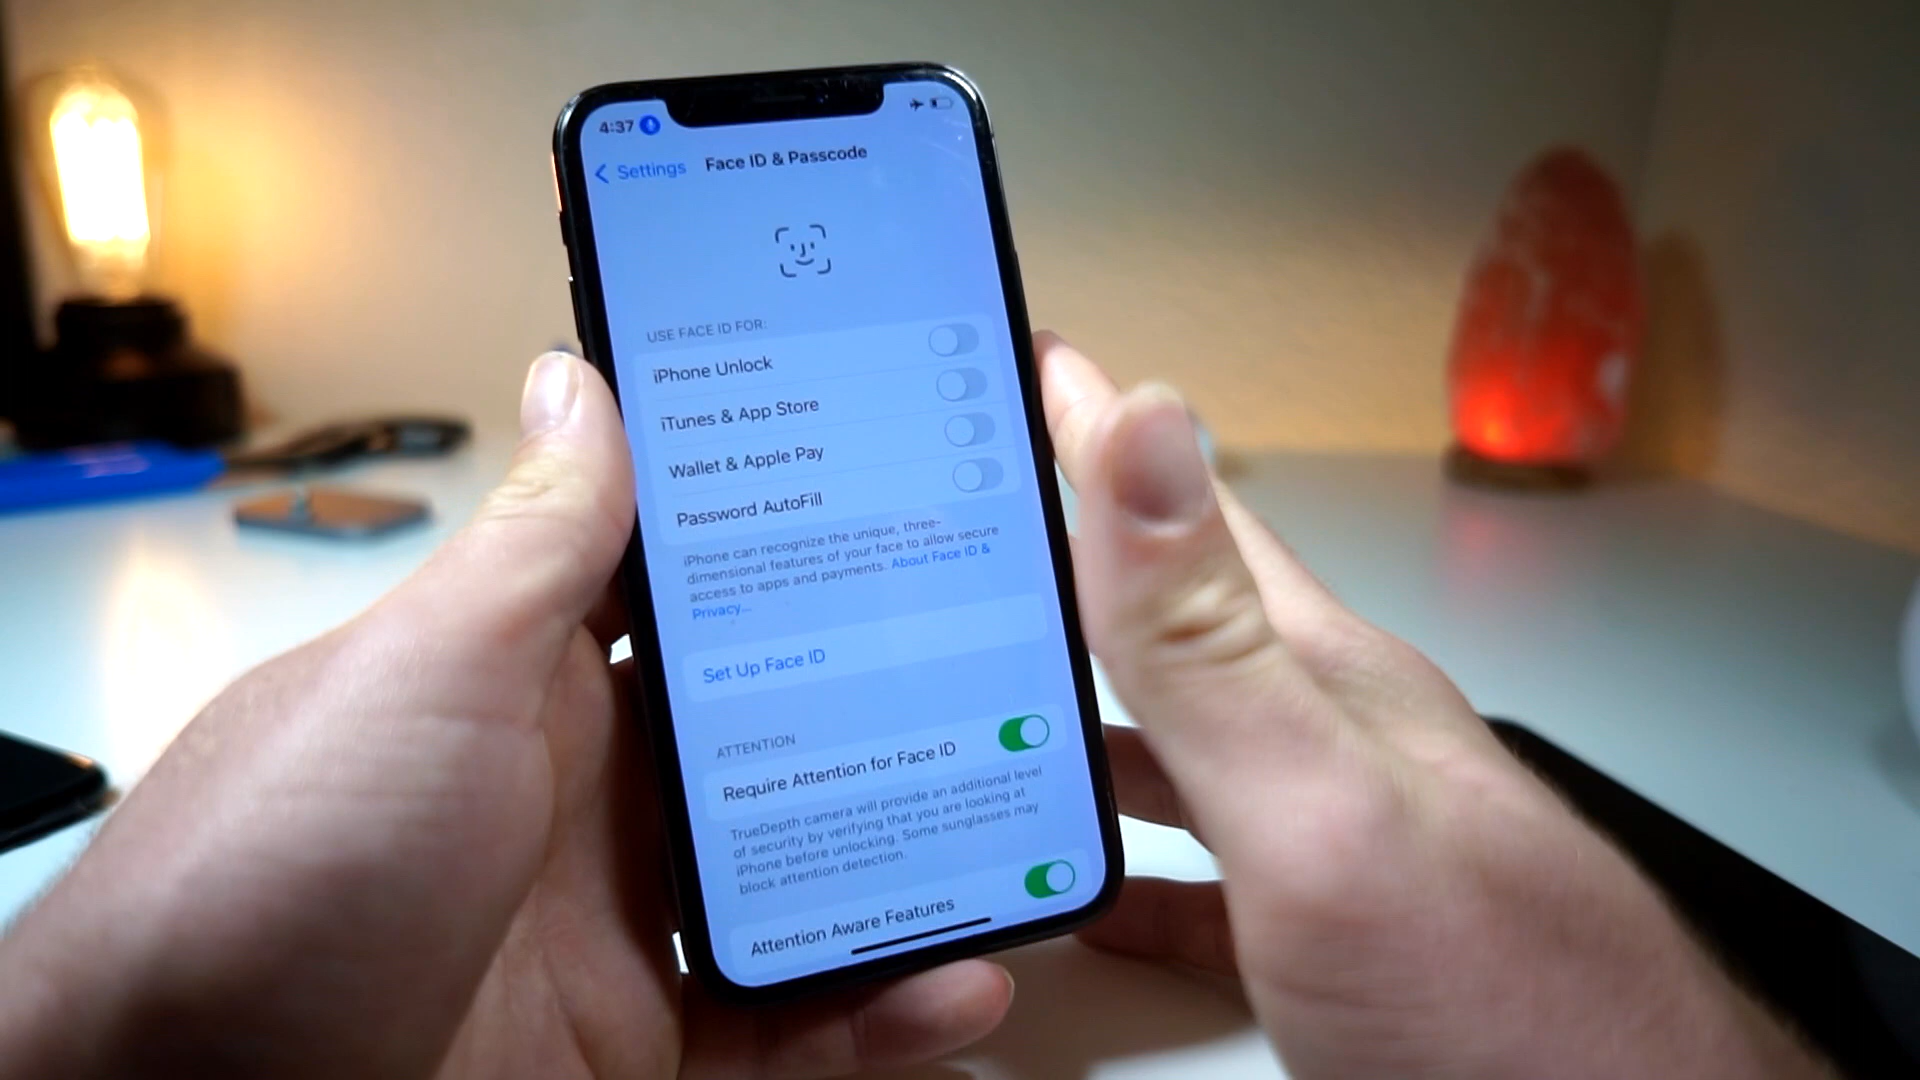 4:37
Settings
Face ID & Passcode
USE FACE ID FOR:
iPhone Unlock
iTunes & App Store
Wallet & Apple Pay
Password AutoFill
iPhone can recognize the unique, three-
dimensional features of your face to allow secure
access to apps and payments. About Face ID &
Privacy...
Set Up Face ID
ATTENTION
Require Attention for Face ID
TrueDepth camera will provide an additional level
of security by verifying that you are looking at
iPhone before unlocking. Some sunglasses may
block attention detection.
Attention Aware Features